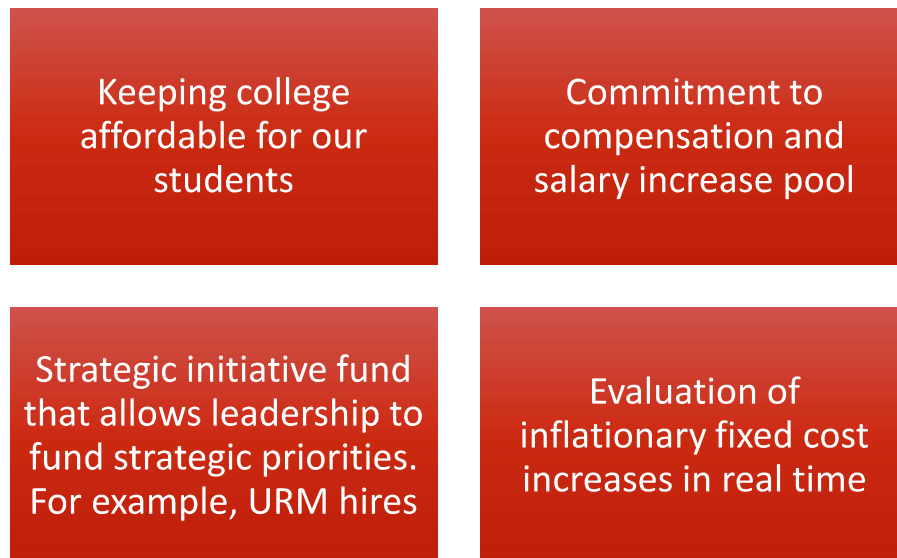 Keeping college
affordable for our
students
Commitment to
compensation and
salary increase pool
Strategic initiative fund
that allows leadership to
fund strategic priorities.
For example, URM hires
Evaluation of
inflationary fixed cost
increases in real time